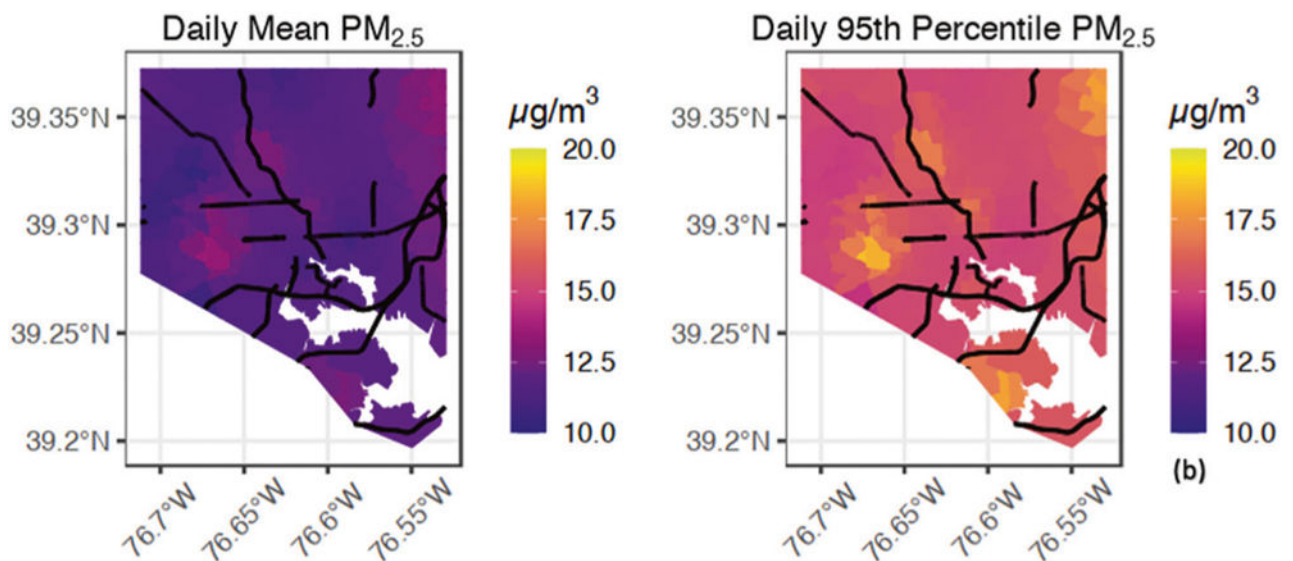 Daily Mean PM2.5
39.35°N
39.3°N
39.25°N
39.2°N
76.7°W
76.65°W
76.6°W
76.55°W
μg/m³
20.0
17.5
15.0
12.5
10.0
Daily 95th Percentile PM2.5
39.35°N
39.3°N
39.25°N
39.2°N
76.7°W
76.65°W
76.6°W
76.55°W
μg/m³
20.0
17.5
15.0
12.5
10.0
(b)